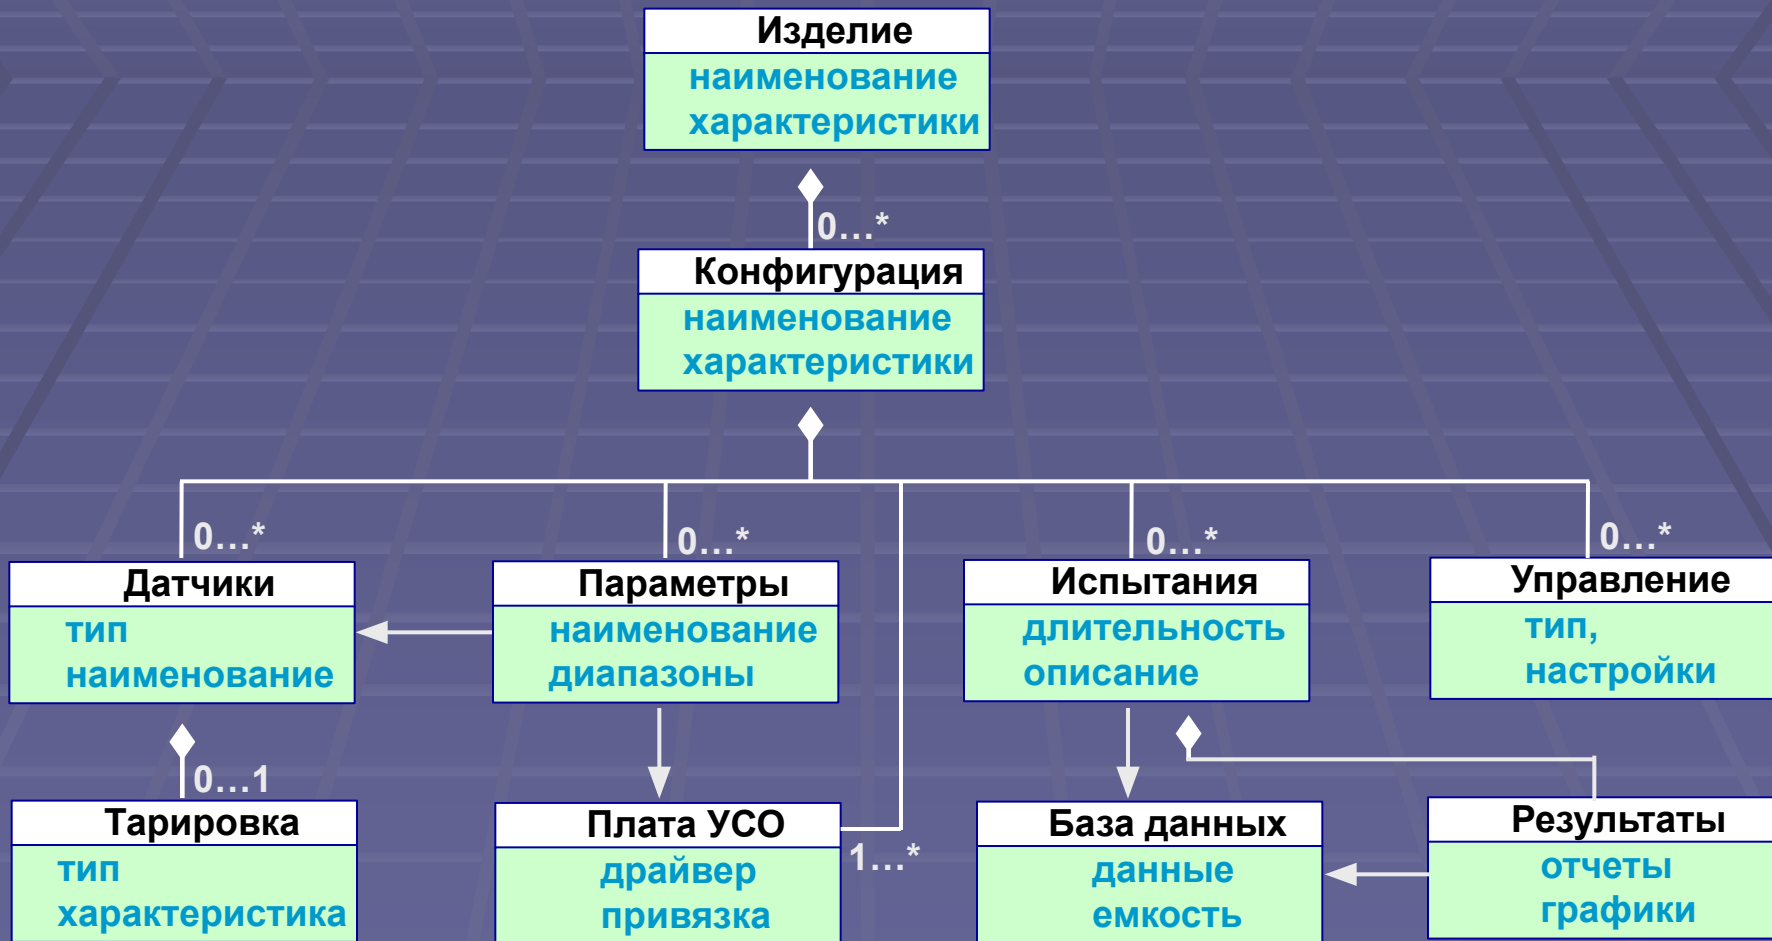 Изделие
наименование
характеристики
0…*
Конфигурация
наименование
характеристики
0…*
0…*
0…*
0…*
Датчики
тип
наименование
Параметры
наименование
диапазоны
Испытания
длительность
описание
Управление
тип,
настройки
0…1
Тарировка
тип
характеристика
Плата УСО
драйвер
привязка
1…*
База данных
данные
емкость
Результаты
отчеты
графики